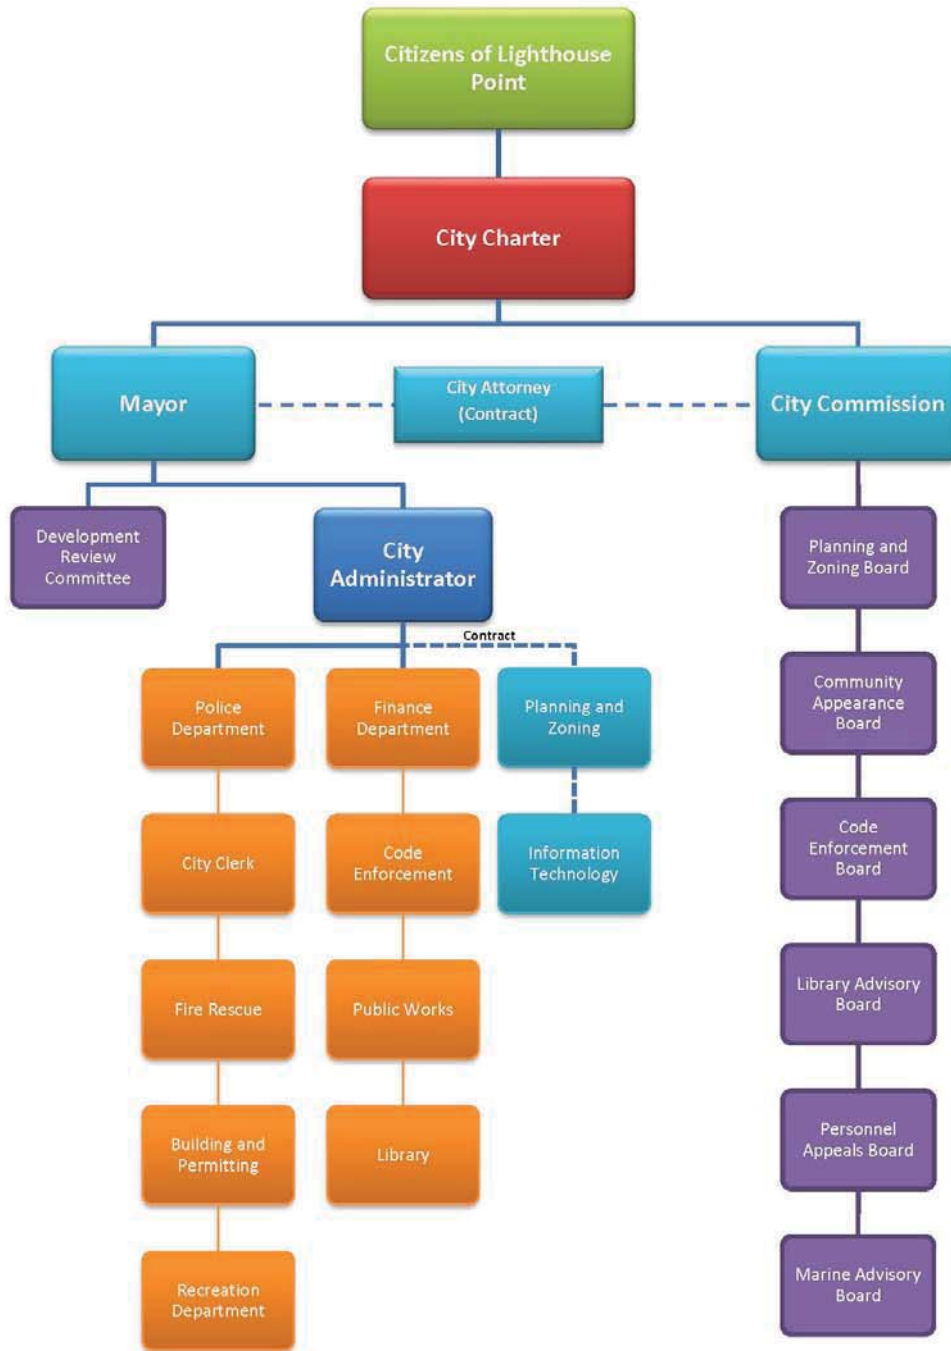 Citizens of Lighthouse
Point
City Charter
Mayor
City Attorney
(Contract)
City Commission
Development
Review
Committee
City
Administrator
Planning and
Zoning Board
Contract
Police
Department
Finance
Department
Planning and
Zoning
Community
Appearance
Board
City Clerk
Code
Enforcement
Information
Technology
Code
Enforcement
Board
Fire Rescue
Public Works
Library Advisory
Board
Building and
Permitting
Library
Personnel
Appeals Board
Recreation
Department
Marine Advisory
Board